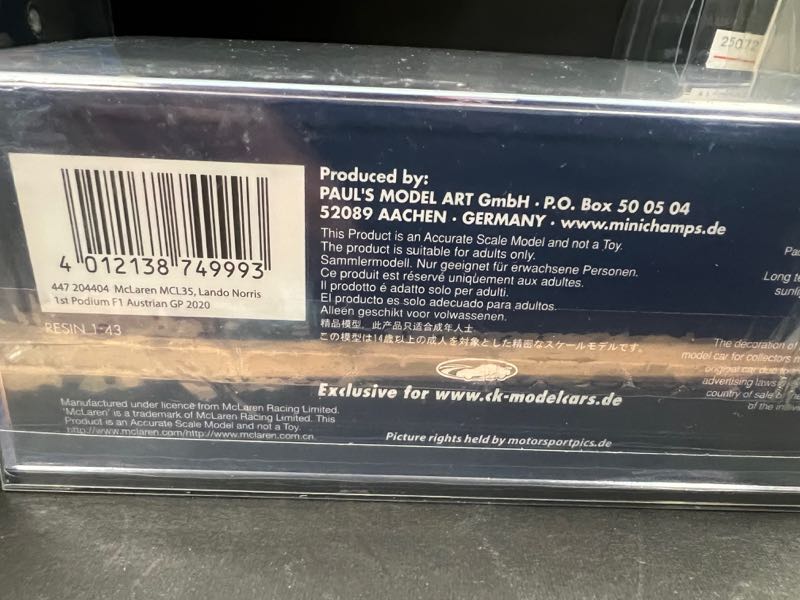 250.12
4 012138 749993
447 204404 McLaren MCL35, Lando Norris
1st Podium F1 Austrian GP 2020
RESIN 1:43
Produced by:
PAUL'S MODEL ART GmbH · P.O. Box 50 05 04
52089 AACHEN · GERMANY · www.minichamps.de
This Product is an Accurate Scale Model and not a Toy.
The product is suitable for adults only.
Sammlermodell. Nur geeignet für erwachsene Personen.
Ce produit est réservé uniquement aux adultes.
Il prodotto é adatto solo per adulti.
El producto es solo adecuado para adultos.
Alleen geschikt voor volwassenen.
精品模型，此产品只适合成年人士
この模型は14歳以上の成人を対象とした精密なスケールモデルです。
Exclusive for www.ck-modelcars.de
Manufactured under licence from McLaren Racing Limited.
'McLaren' is a trademark of McLaren Racing Limited. This
Product is an Accurate Scale Model and not a Toy.
http://www.mclaren.com/http://www.mclaren.com.cn
Picture rights held by motorsportpics.de
Long
The decoration of
model car for collectors
original car due to
advertising laws
country of sale
of the